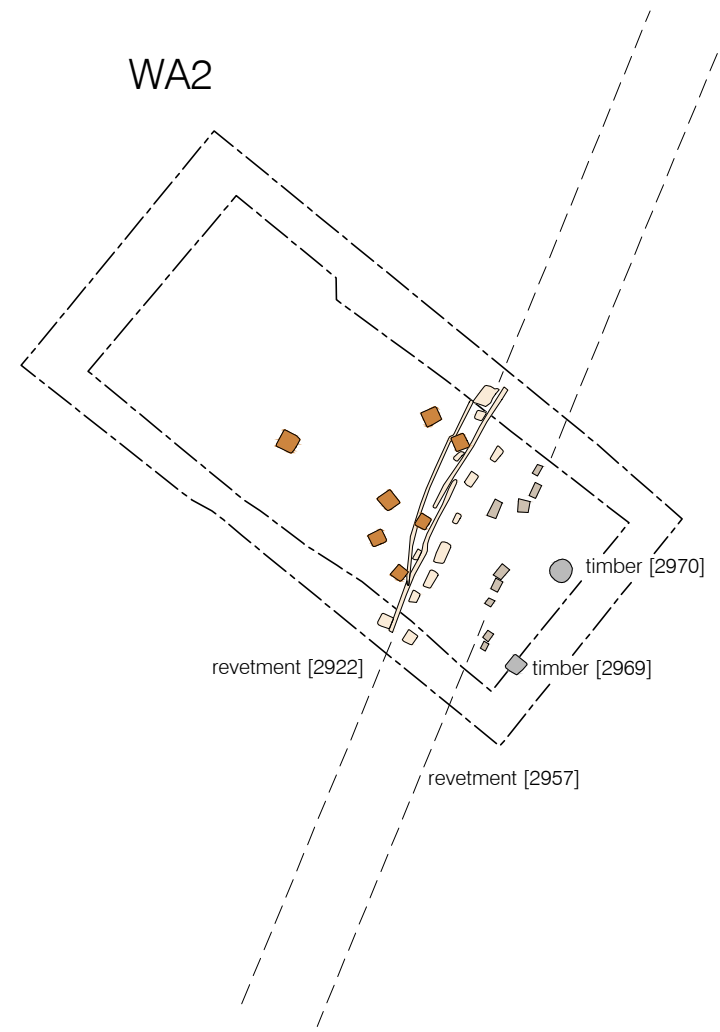 WA2
timber [2970]
revetment [2922]
timber [2969]
revetment [2957]